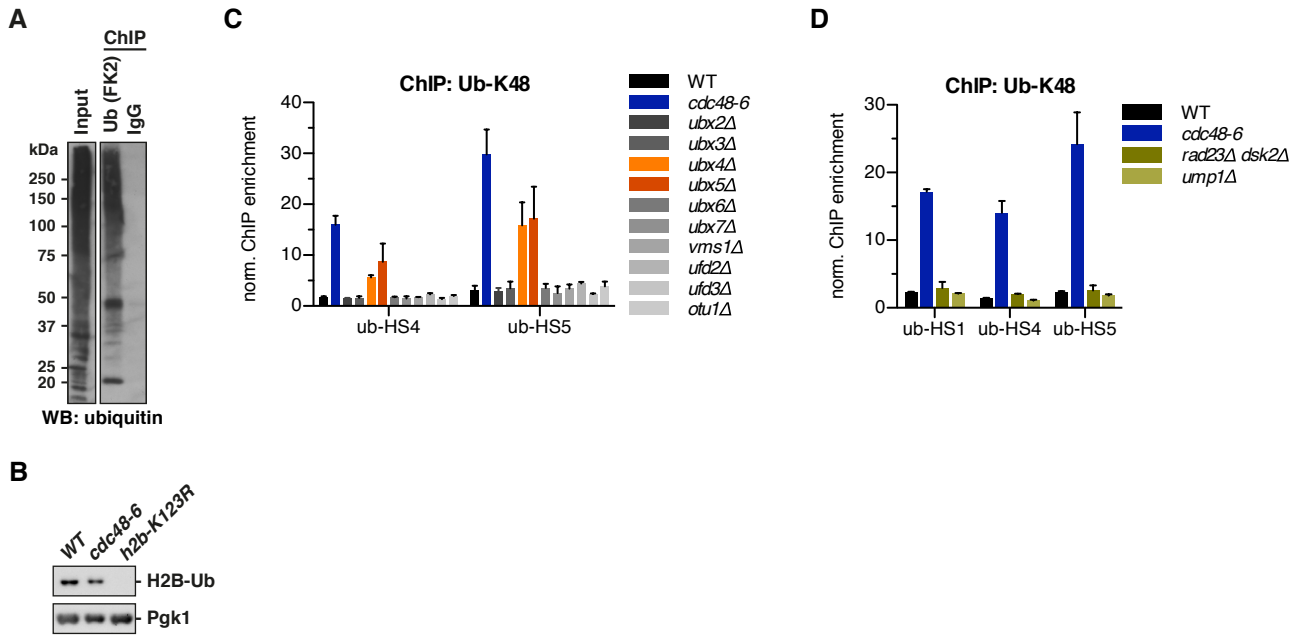 A
ChIP
Input
Ub (FK2)
IgG
kDa
250
150
100
75
50
37
25
20
WB: ubiquitin
B
WT
cdc48-6
h2b-K123R
H2B-Ub
Pgk1
C
ChIP: Ub-K48
norm. ChIP enrichment
40
30
20
10
0
ub-HS4 ub-HS5
WT
cdc48-6
ubx2Δ
ubx3Δ
ubx4Δ
ubx5Δ
ubx6Δ
ubx7Δ
vms1Δ
ufd2Δ
ufd3Δ
otu1Δ
D
ChIP: Ub-K48
norm. ChIP enrichment
30
20
10
0
ub-HS1 ub-HS4 ub-HS5
WT
cdc48-6
rad23Δ dsk2Δ
ump1Δ